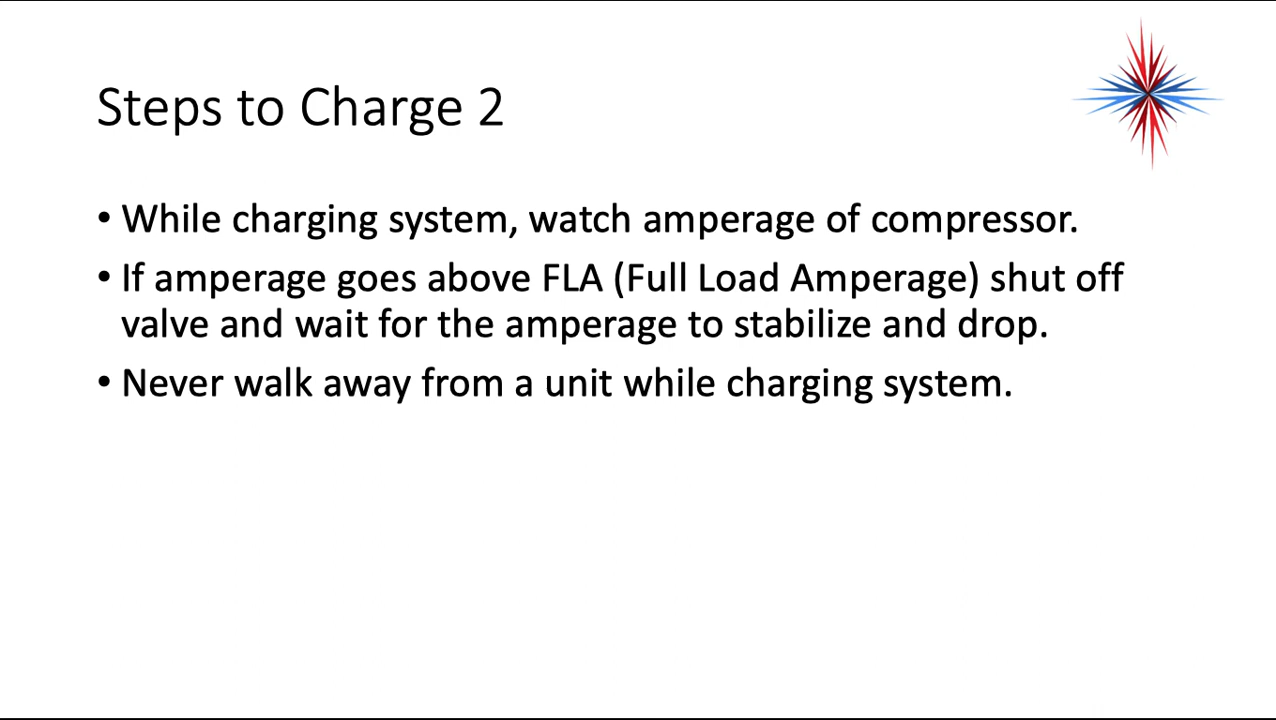 Steps to Charge 2
• While charging system, watch amperage of compressor.
• If amperage goes above FLA (Full Load Amperage) shut off
valve and wait for the amperage to stabilize and drop.
• Never walk away from a unit while charging system.